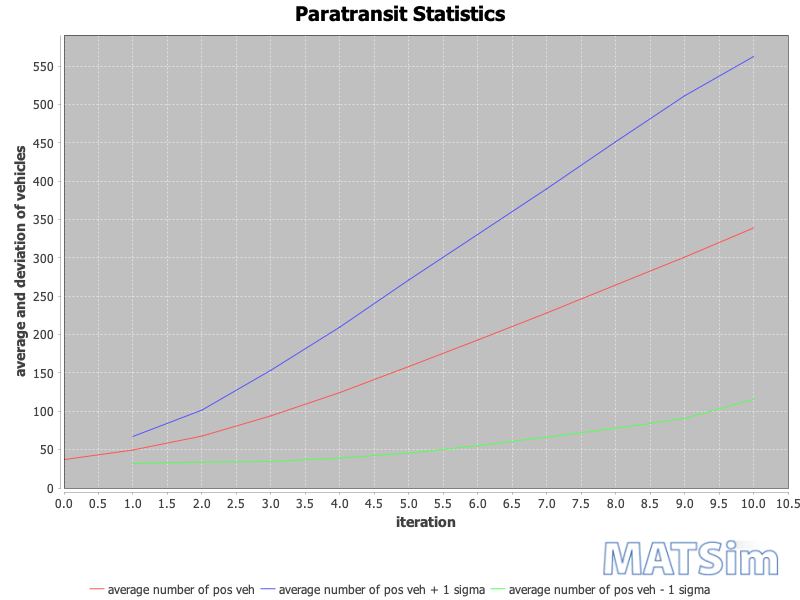 Paratransit Statistics
average and deviation of vehicles
550
500
450
400
350
300
250
200
150
100
50
0
0.0 0.5 1.0 1.5 2.0 2.5 3.0 3.5 4.0 4.5 5.0 5.5 6.0 6.5 7.0 7.5 8.0 8.5 9.0 9.5 10.0 10.5
iteration
MATSim
average number of pos veh average number of pos veh + 1 sigma average number of pos veh - 1 sigma